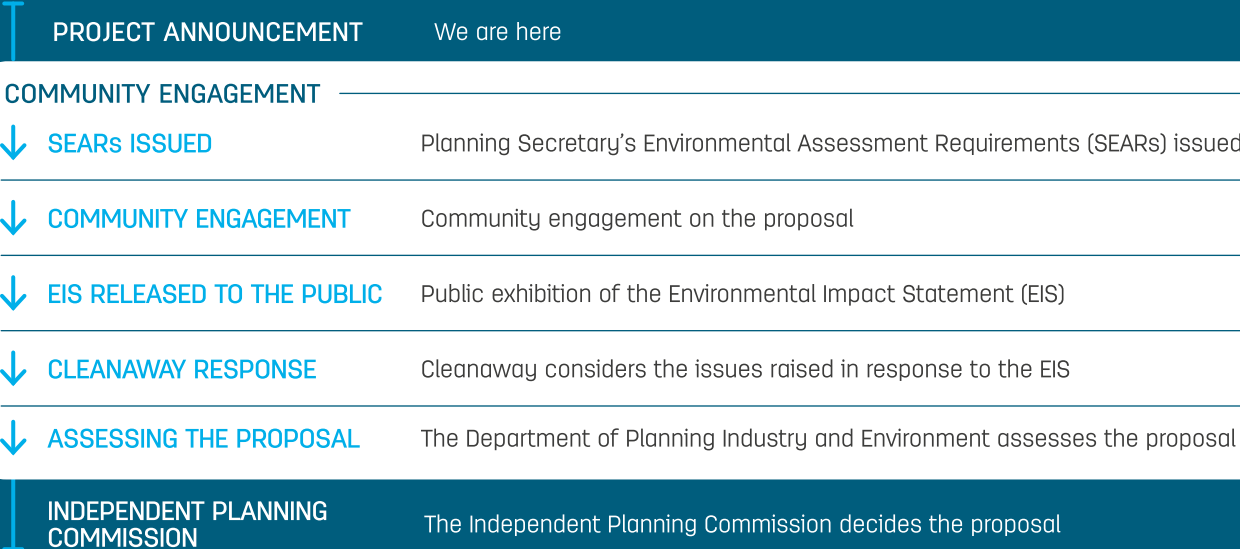 PROJECT ANNOUNCEMENT We are here
COMMUNITY ENGAGEMENT
SEARs ISSUED Planning Secretary's Environmental Assessment Requirements (SEARs) issued
COMMUNITY ENGAGEMENT Community engagement on the proposal
EIS RELEASED TO THE PUBLIC Public exhibition of the Environmental Impact Statement (EIS)
CLEANAWAY RESPONSE Cleanaway considers the issues raised in response to the EIS
ASSESSING THE PROPOSAL The Department of Planning Industry and Environment assesses the proposal
INDEPENDENT PLANNING
COMMISSION
The Independent Planning Commission decides the proposal